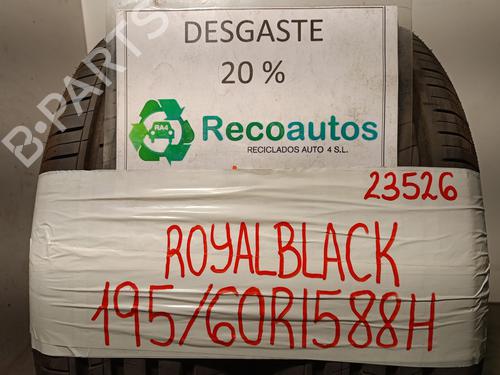 DESGASTE
20 %
RA4
Recoautos
RECICLADOS AUTO 4 S.L.
23526
ROYALBLACK
195/60R1588H
B-PARTS